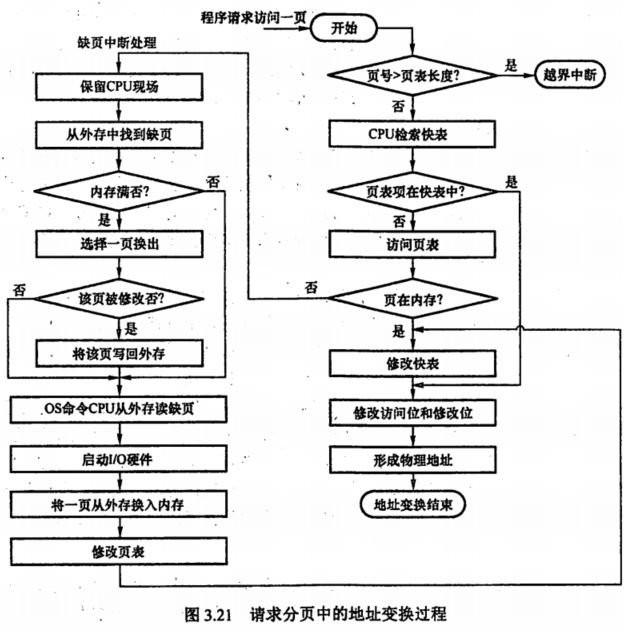 程序请求访问一页
开始
缺页中断处理
页号>页表长度?
是
越界中断
保留CPU现场
否
从外存中找到缺页
CPU检索快表
内存满否?
否
页表项在快表中?
是
是
否
选择一页换出
访问页表
否
该页被修改否?
否
页在内存?
是
是
将该页写回外存
修改快表
OS命令CPU从外存读缺页
修改访问位和修改位
启动I/O硬件
形成物理地址
将一页从外存换入内存
地址变换结束
修改页表
图 3.21 请求分页中的地址变换过程